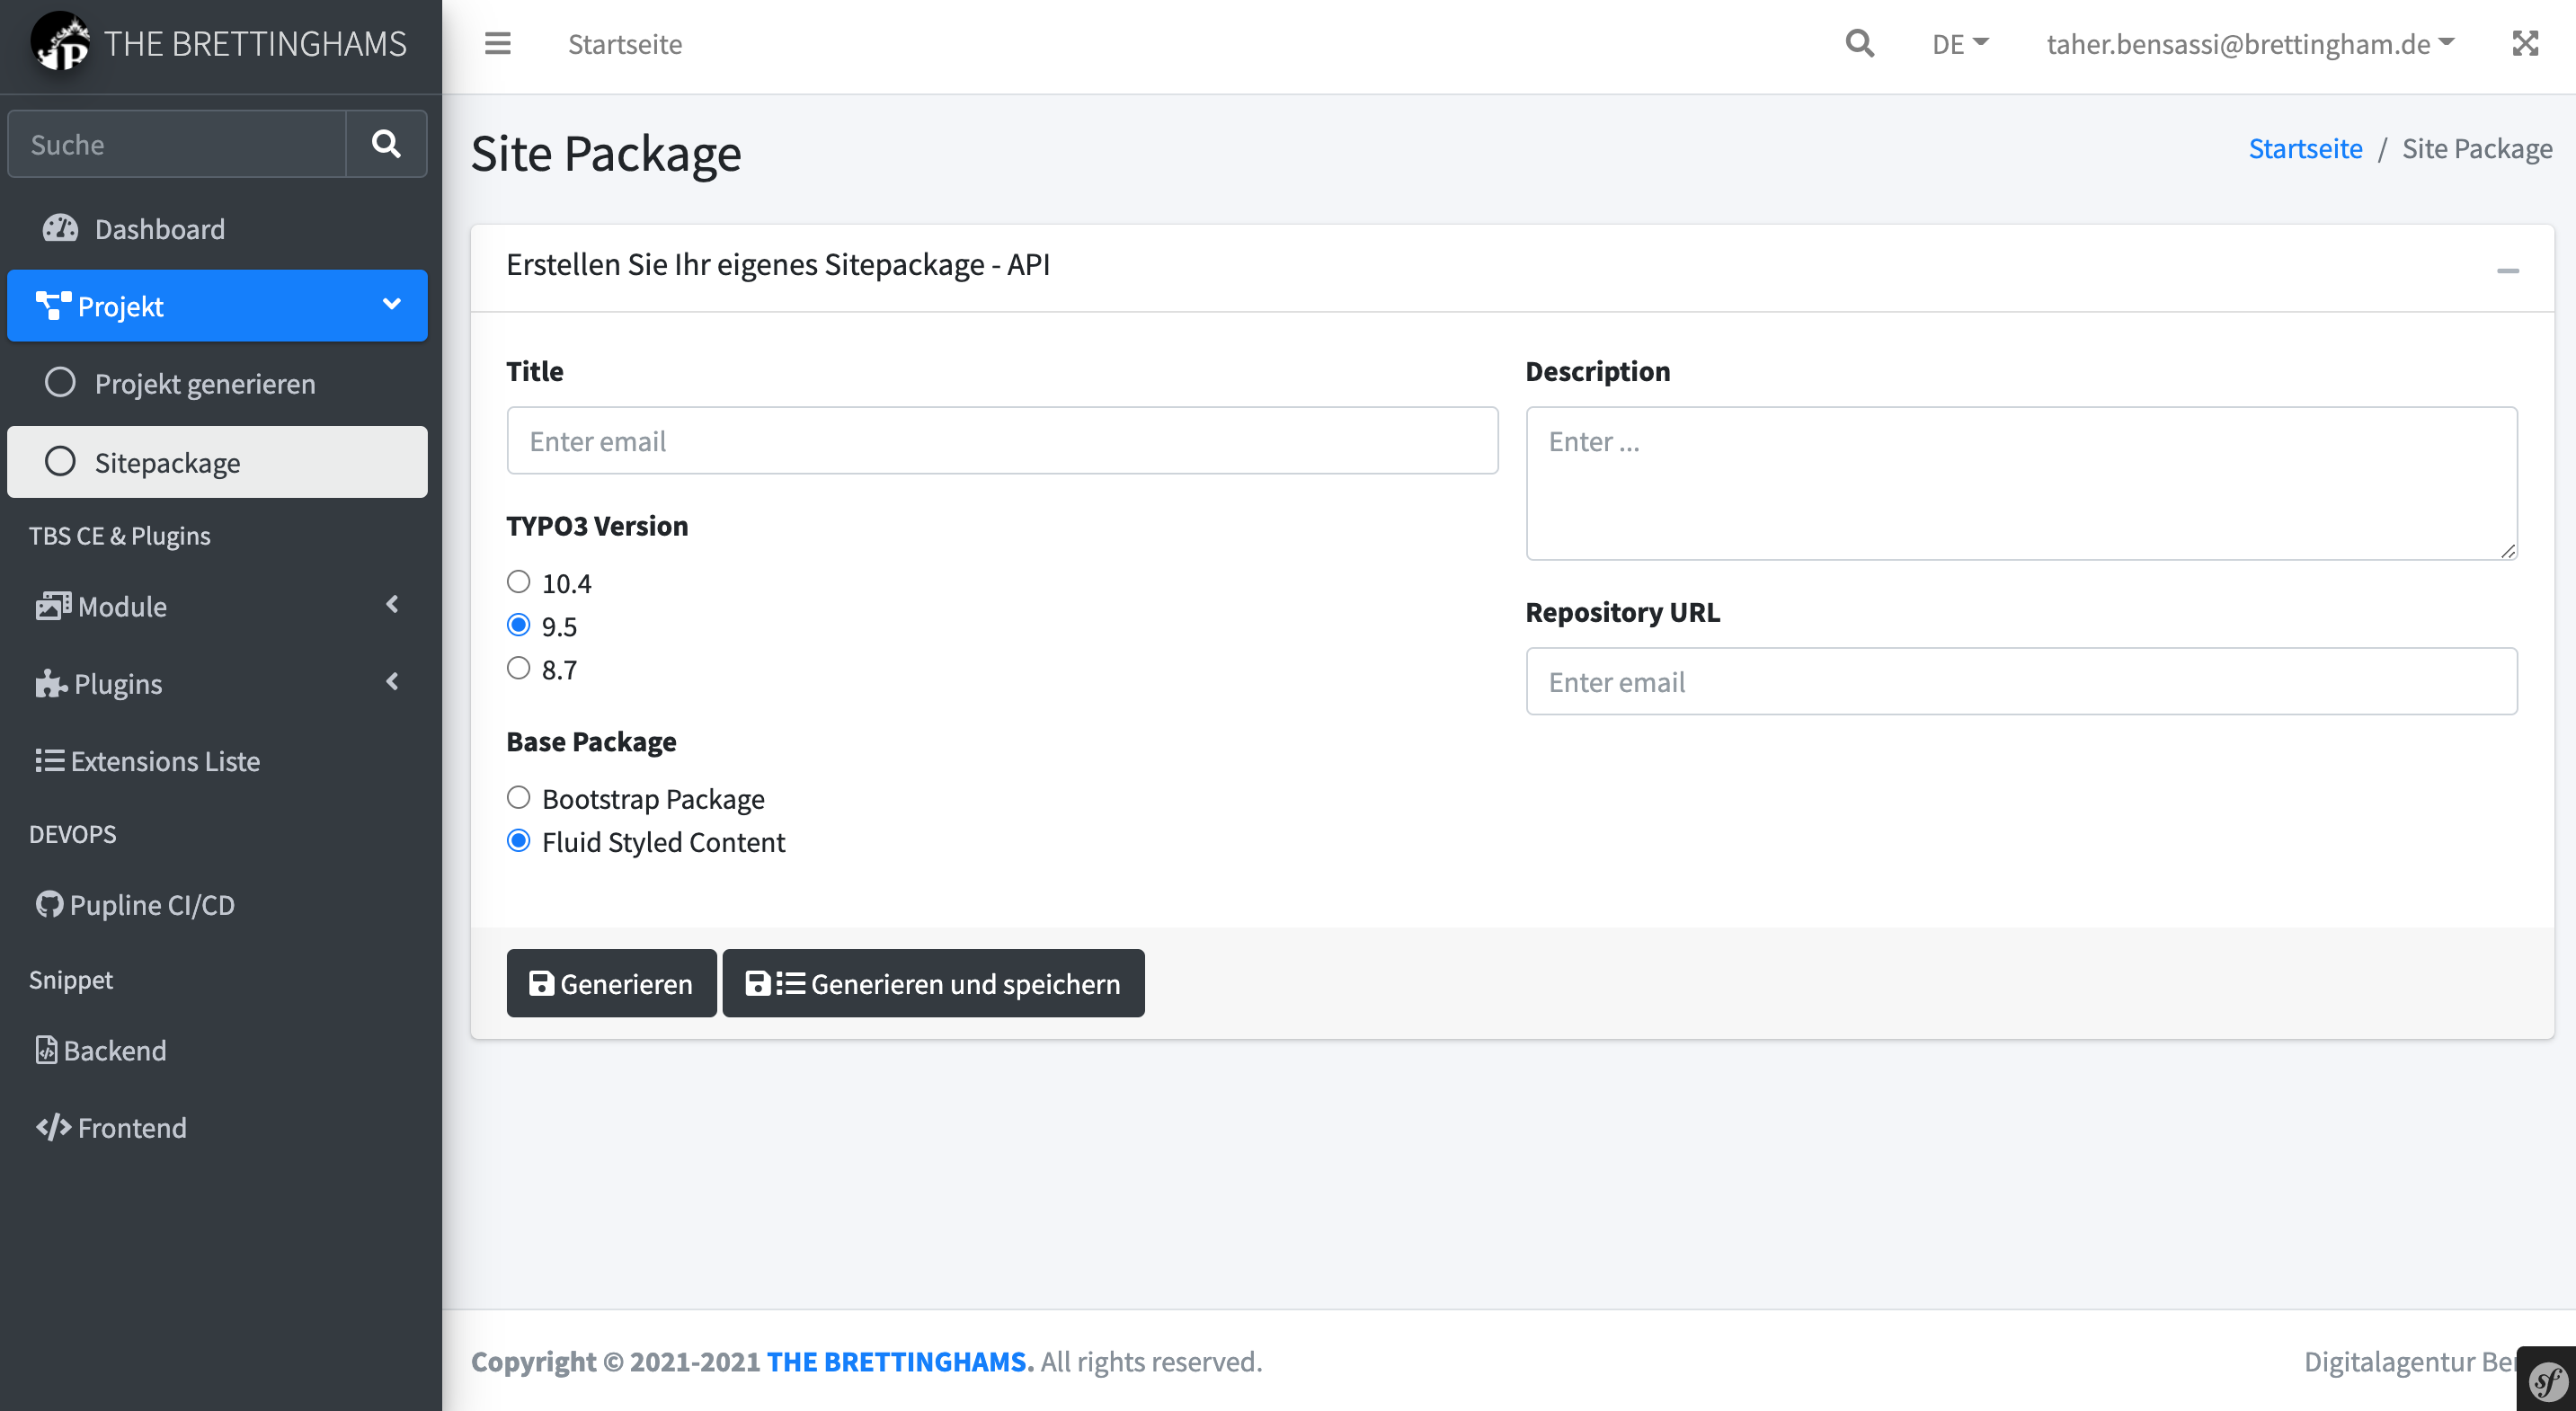 THE BRETTINGHAMS
Startseite
DE
taher.bensassi@brettingham.de
Suche
Dashboard
Projekt
Projekt generieren
Sitepackage
TBS CE & Plugins
Module
Plugins
Extensions Liste
DEVOPS
Pupline CI/CD
Snippet
Backend
Frontend
Site Package
Startseite / Site Package
Erstellen Sie Ihr eigenes Sitepackage - API
Title
Enter email
TYPO3 Version
10.4
9.5
8.7
Base Package
Bootstrap Package
Fluid Styled Content
Description
Enter ...
Repository URL
Enter email
Generieren
Generieren und speichern
Copyright © 2021-2021 THE BRETTINGHAMS. All rights reserved.
Digitalagentur
sf